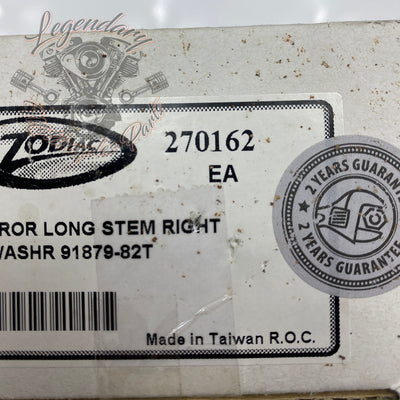 Legendary
Parts
ZODIAC
270162
EA
ROR LONG STEM RIGHT
WASHR 91879-82T
Made in Taiwan R.O.C.
2 YEARS GUARANTEE
2 YEARS GUARANTEE